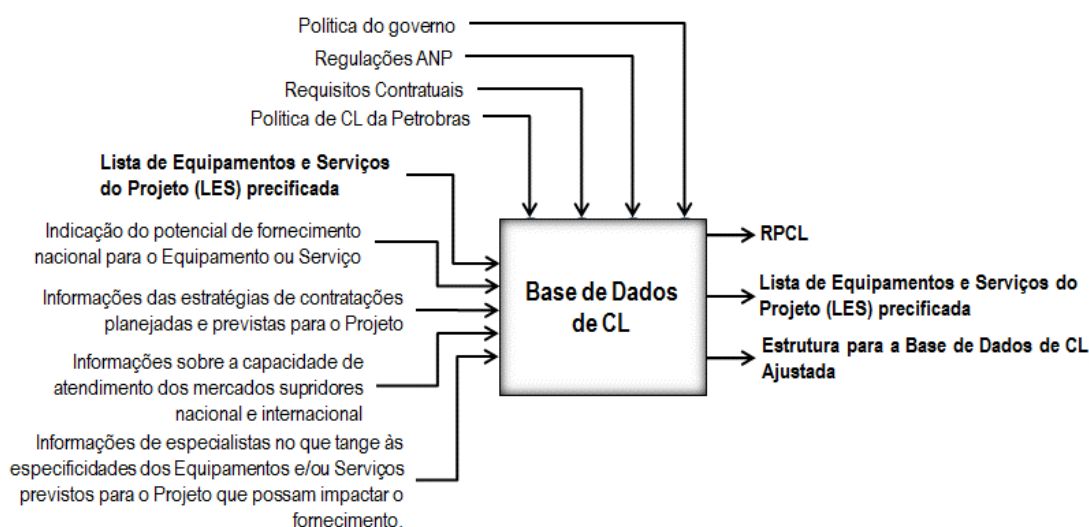 Política do governo
Regulações ANP
Requisitos Contratuais
Política de CL da Petrobras
Lista de Equipamentos e Serviços
do Projeto (LES) precificada
Indicação do potencial de fornecimento
nacional para o Equipamento ou Serviço
Informações das estratégias de contratações
planejadas e previstas para o Projeto
Informações sobre a capacidade de
atendimento dos mercados supridores
nacional e internacional
Informações de especialistas no que tange às
especificidades dos Equipamentos e/ou Serviços
previstos para o Projeto que possam impactar o
fornecimento.
Base de Dados
de CL
RPCL
Lista de Equipamentos e Serviços do
Projeto (LES) precificada
Estrutura para a Base de Dados de CL
Ajustada